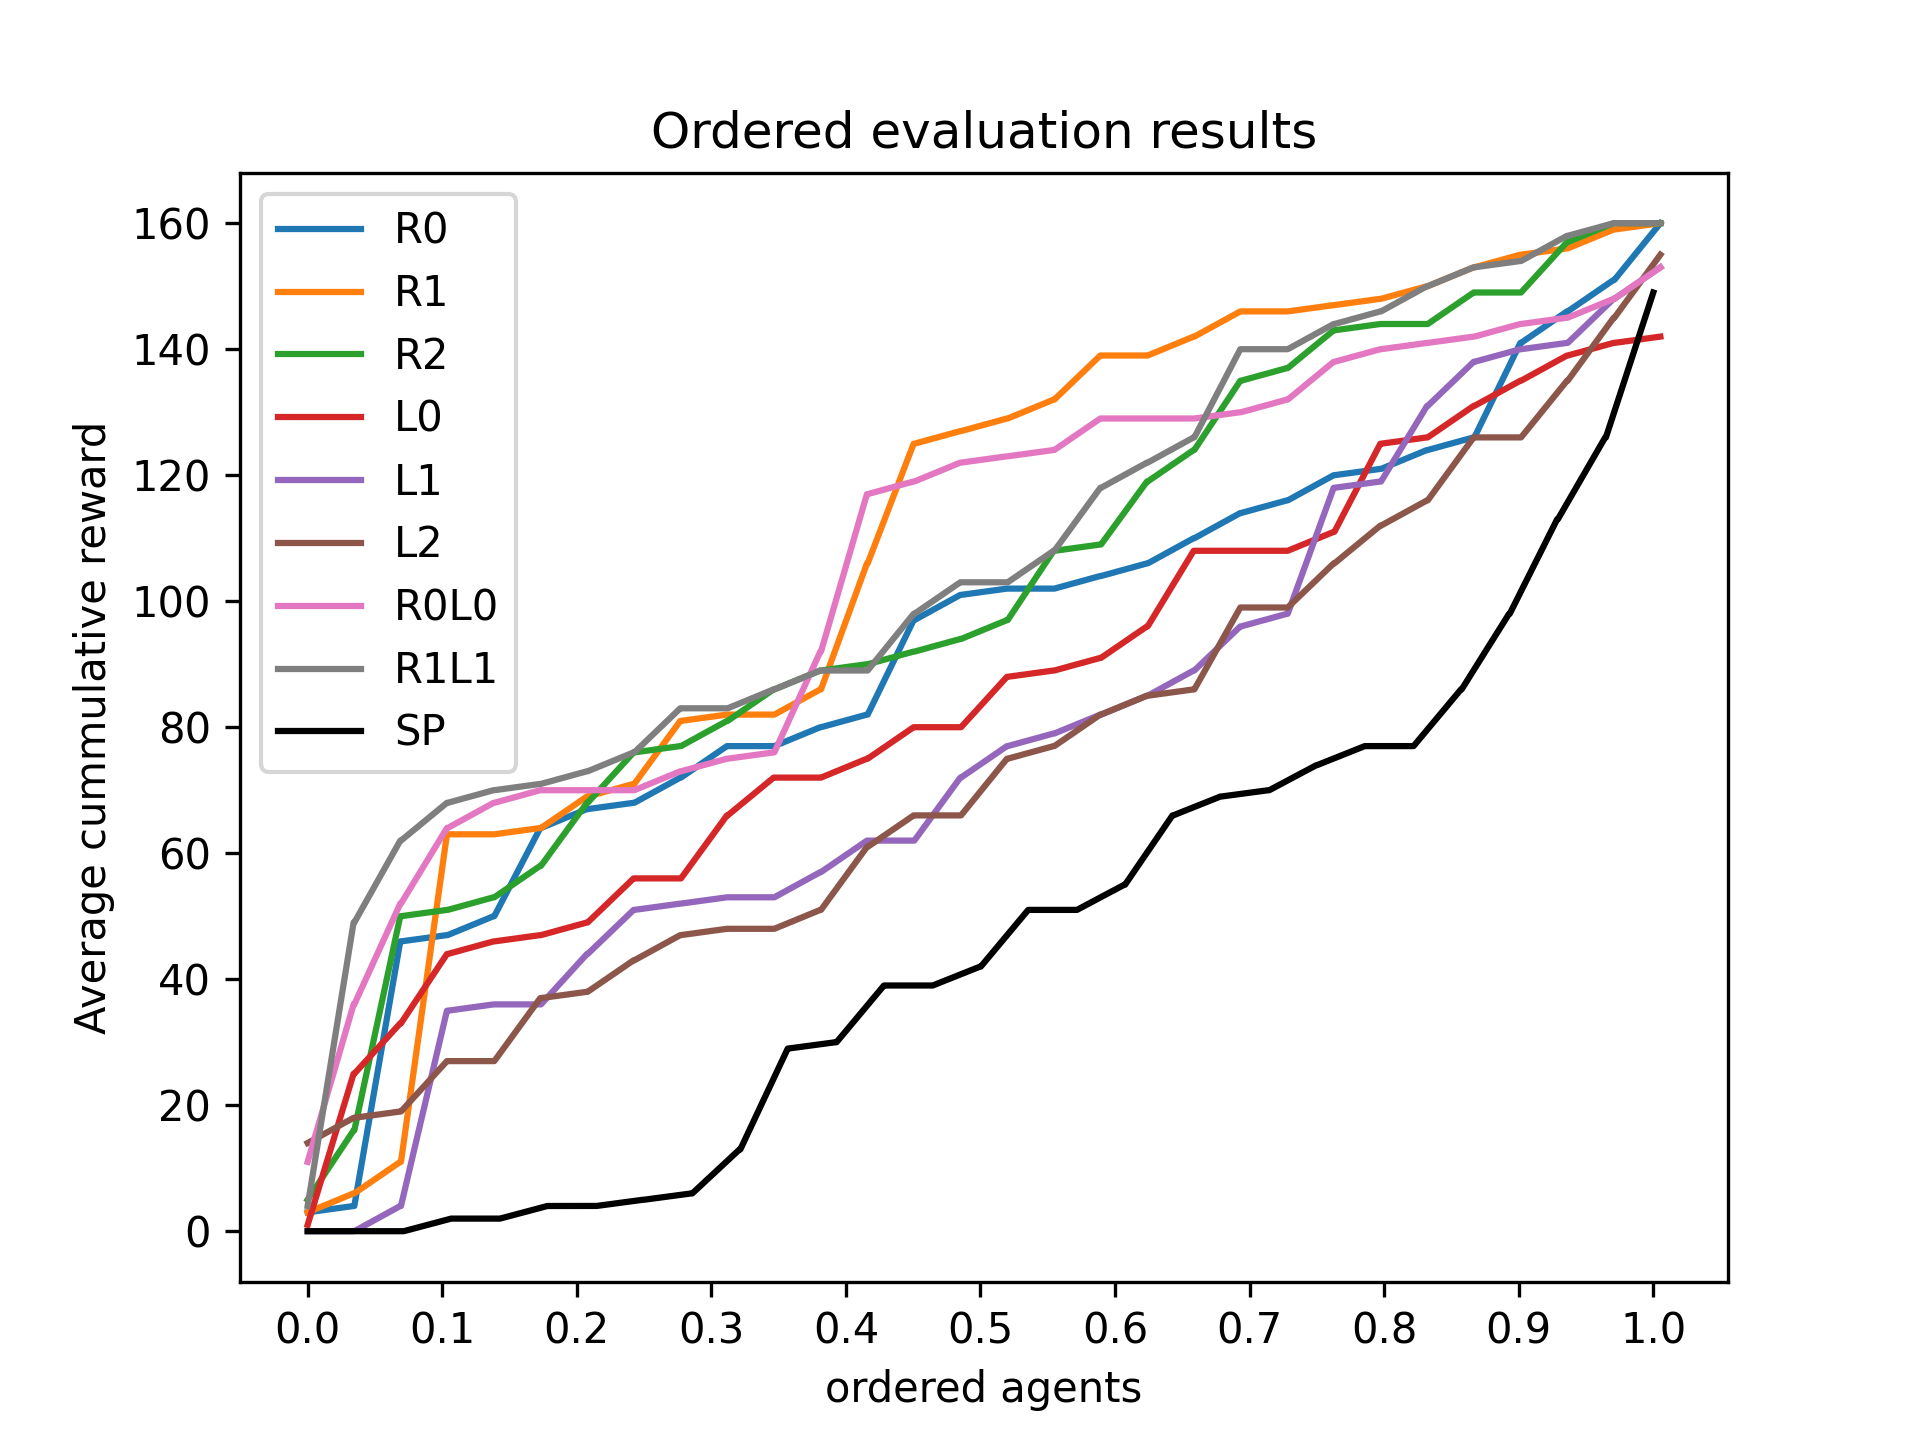 Ordered evaluation results
Average cummulative reward
160
140
120
100
80
60
40
20
0
R0
R1
R2
L0
L1
L2
R0L0
R1L1
SP
0.0 0.1 0.2 0.3 0.4 0.5 0.6 0.7 0.8 0.9 1.0
ordered agents